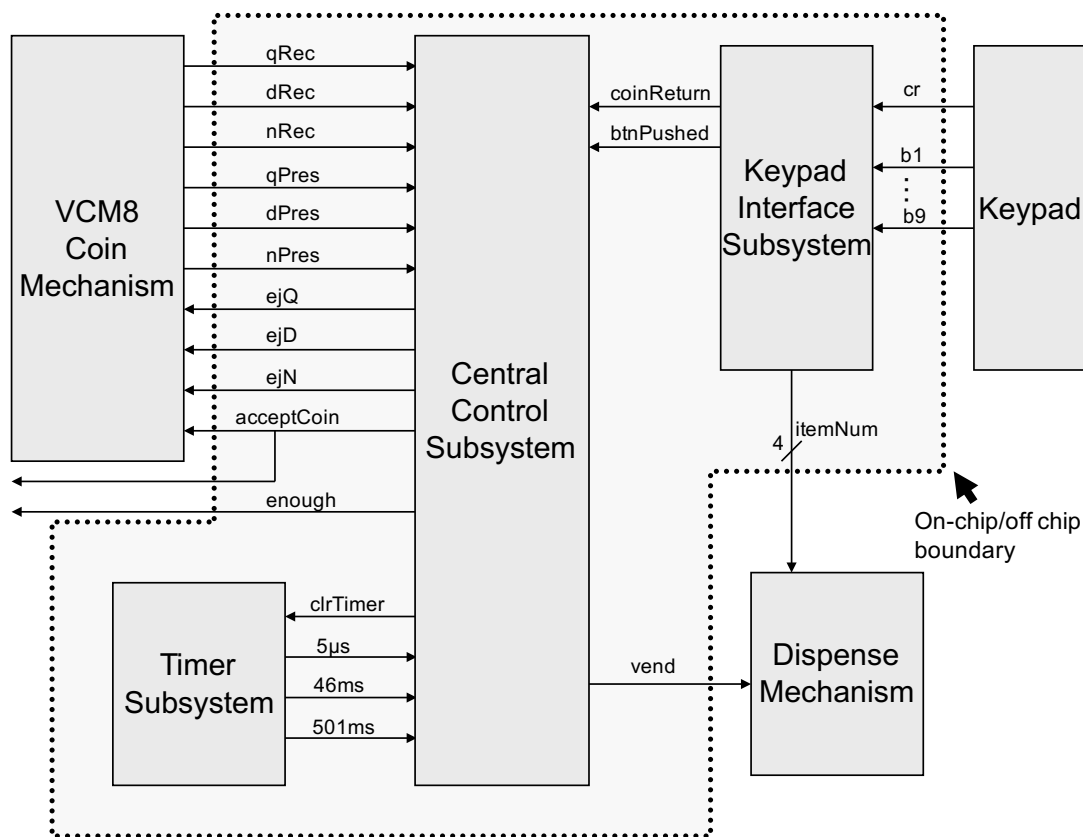 qRec
dRec
nRec
qPres
dPres
nPres
ejQ
ejD
ejN
acceptCoin
enough
VCM8
Coin
Mechanism
Central
Control
Subsystem
coinReturn
btnPushed
Keypad
Interface
Subsystem
cr
b1
b9
Keypad
4
itemNum
On-chip/off chip
boundary
Timer
Subsystem
clrTimer
5μs
46ms
501ms
vend
Dispense
Mechanism